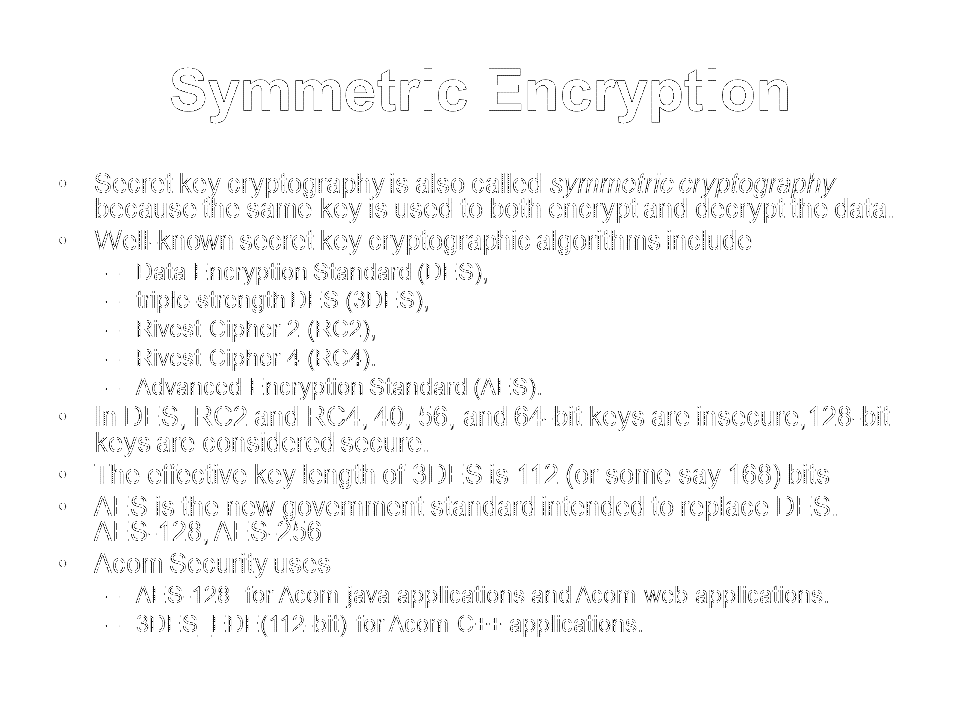 Symmetric Encryption
• Secret key cryptography is also called symmetric cryptography
because the same key is used to both encrypt and decrypt the data.
• Well-known secret key cryptographic algorithms include
– Data Encryption Standard (DES),
– triple-strength DES (3DES),
– Rivest Cipher 2 (RC2),
– Rivest Cipher 4 (RC4).
– Advanced Encryption Standard (AES).
• In DES, RC2 and RC4, 40, 56, and 64-bit keys are insecure,128-bit
keys are considered secure.
• The effective key length of 3DES is 112 (or some say 168) bits
• AES is the new government standard intended to replace DES.
AES-128, AES-256
• Acom Security uses
– AES-128 for Acom java applications and Acom web applications.
– 3DES_EDE(112-bit) for Acom C++ applications.